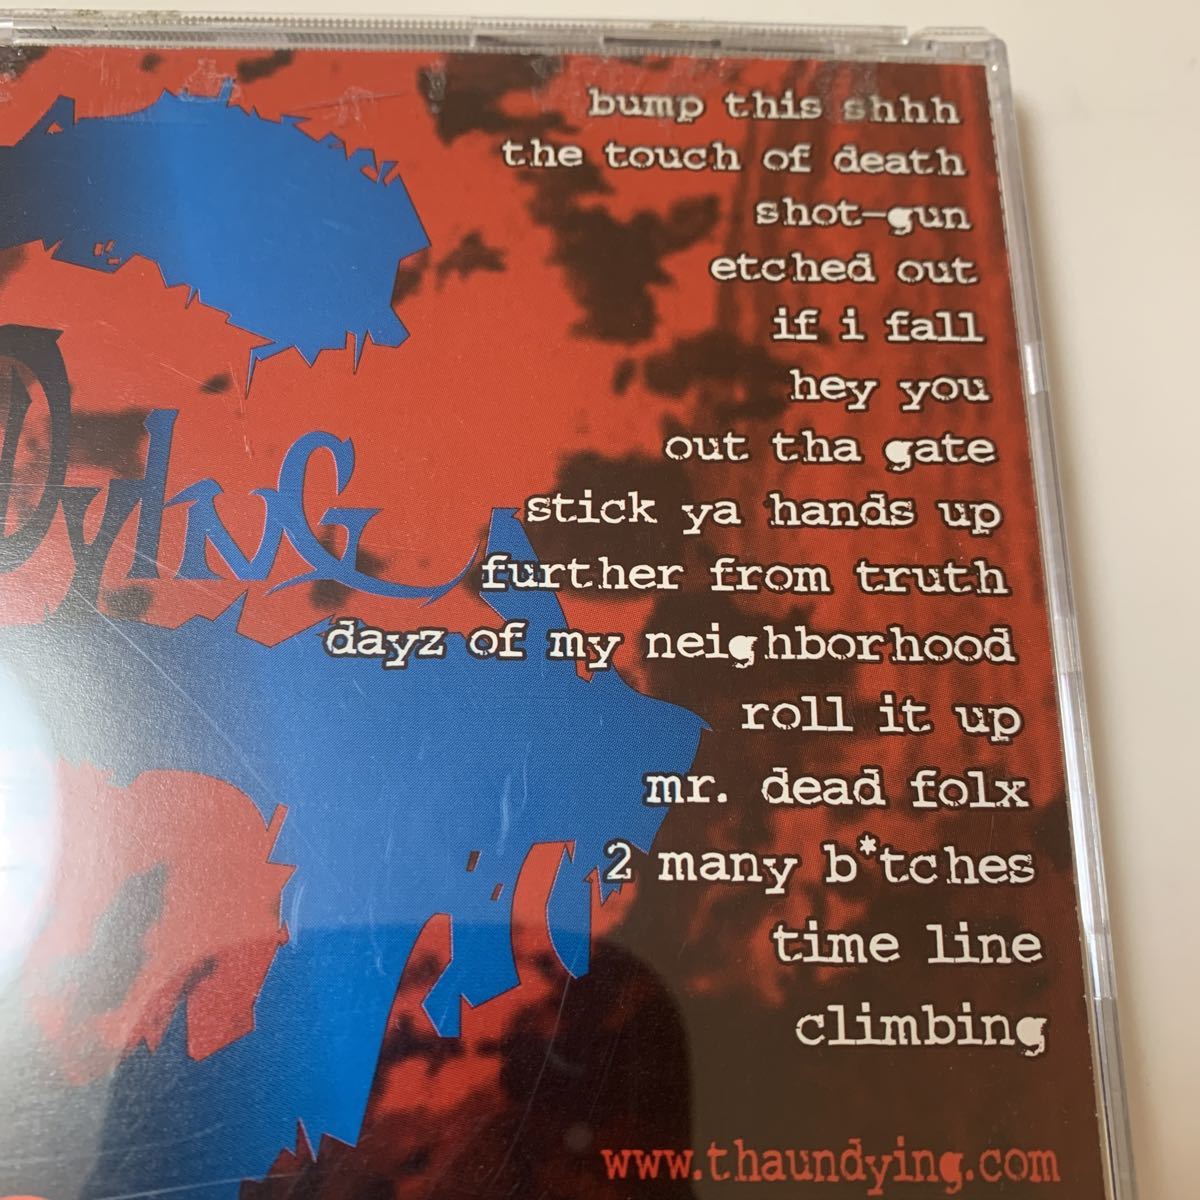 bump this shhh
the touch of death
shot-gun
etched out
if i fall
hey you
out tha gate
Dying
stick ya hands up
further from truth
dayz of my neighborhood
roll it up
mr. dead folx
2 many b*tches
time line
climbing
www.thaundying.com